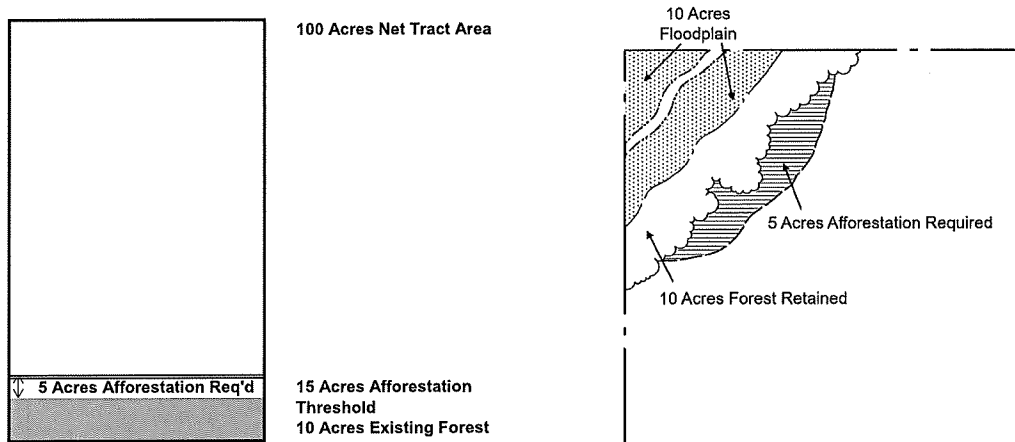 100 Acres Net Tract Area
5 Acres Afforestation Req'd
15 Acres Afforestation
Threshold
10 Acres Existing Forest
10 Acres
Floodplain
5 Acres Afforestation Required
10 Acres Forest Retained